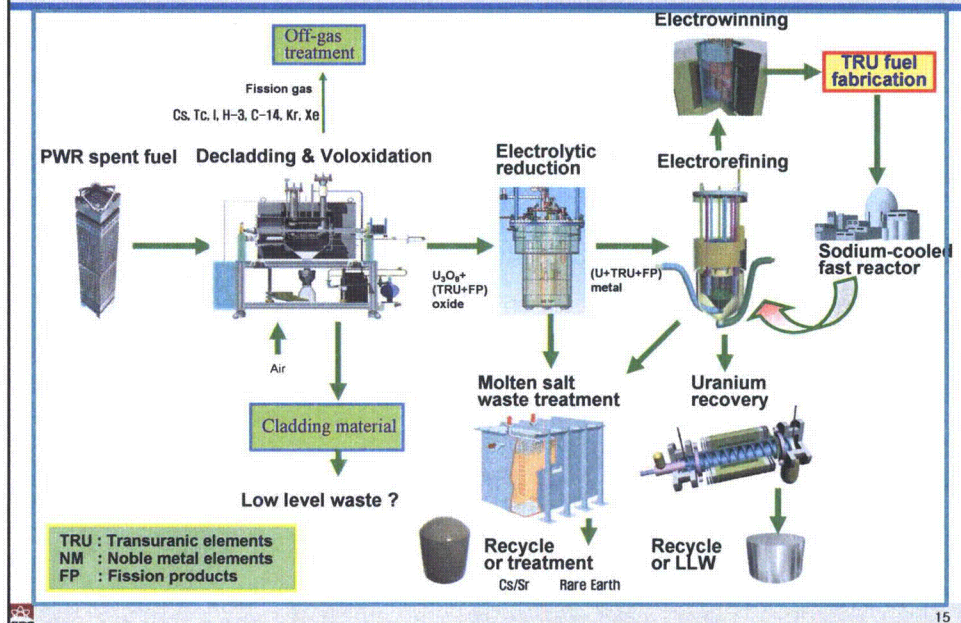 Electrowinning
Off-gas
treatment
TRU fuel
fabrication
Fission gas
Cs, Tc, I, H-3, C-14, Kr, Xe
PWR spent fuel
Decladding & Voloxidation
Electrolytic
reduction
Electrorefining
Sodium-cooled
fast reactor
U₃O₈+
(TRU+FP)
oxide
(U+TRU+FP)
metal
Air
Molten salt
waste treatment
Uranium
recovery
Cladding material
Low level waste ?
TRU : Transuranic elements
NM : Noble metal elements
FP : Fission products
Recycle
or treatment
Cs/Sr Rare Earth
Recycle
or LLW
15